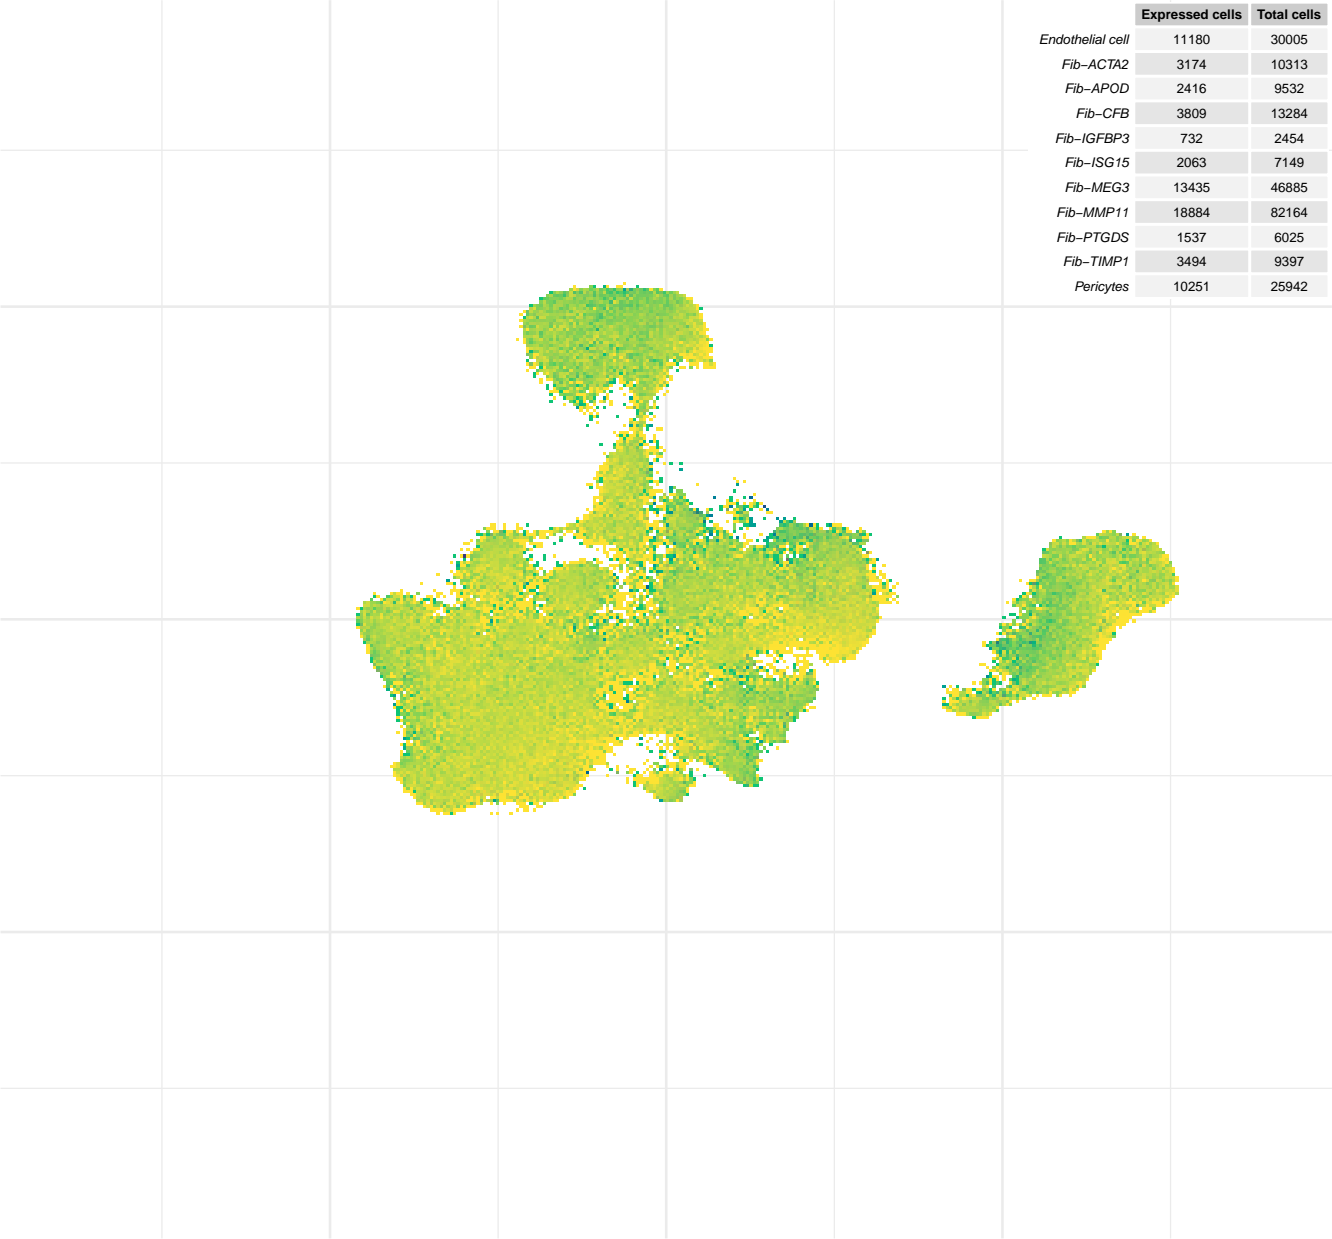 Expressed cells Total cells
Endothelial cell 11180 30005
Fib−ACTA2 3174 10313
Fib−APOD 2416 9532
Fib−CFB 3809 13284
Fib−IGFBP3 732 2454
Fib−ISG15 2063 7149
Fib−MEG3 13435 46885
Fib−MMP11 18884 82164
Fib−PTGDS 1537 6025
Fib−TIMP1 3494 9397
Pericytes 10251 25942